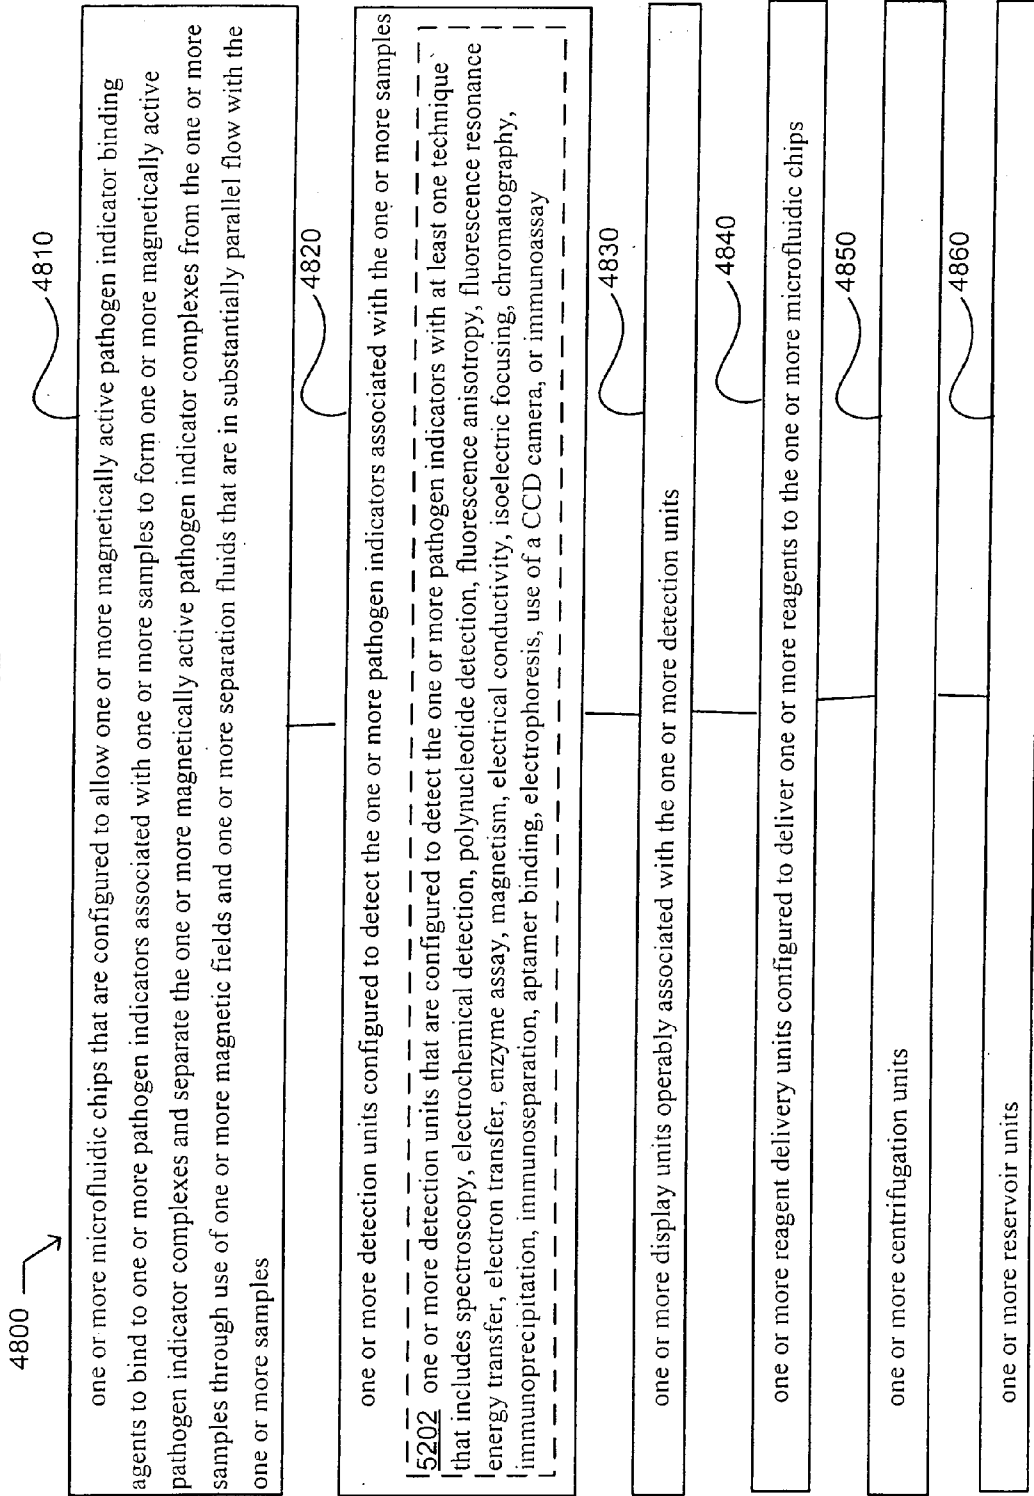 4800
4810
one or more microfluidic chips that are configured to allow one or more magnetically active pathogen indicator binding
agents to bind to one or more pathogen indicators associated with one or more samples to form one or more magnetically active
pathogen indicator complexes and separate the one or more magnetically active pathogen indicator complexes from the one or more
samples through use of one or more magnetic fields and one or more separation fluids that are in substantially parallel flow with the
one or more samples
4820
one or more detection units configured to detect the one or more pathogen indicators associated with the one or more samples
5202 one or more detection units that are configured to detect the one or more pathogen indicators with at least one technique
that includes spectroscopy, electrochemical detection, polynucleotide detection, fluorescence anisotropy, fluorescence resonance
energy transfer, electron transfer, enzyme assay, magnetism, electrical conductivity, isoelectric focusing, chromatography,
immunoprecipitation, immunoseparation, aptamer binding, electrophoresis, use of a CCD camera, or immunoassay
4830
one or more display units operably associated with the one or more detection units
4840
one or more reagent delivery units configured to deliver one or more reagents to the one or more microfluidic chips
4850
one or more centrifugation units
4860
one or more reservoir units